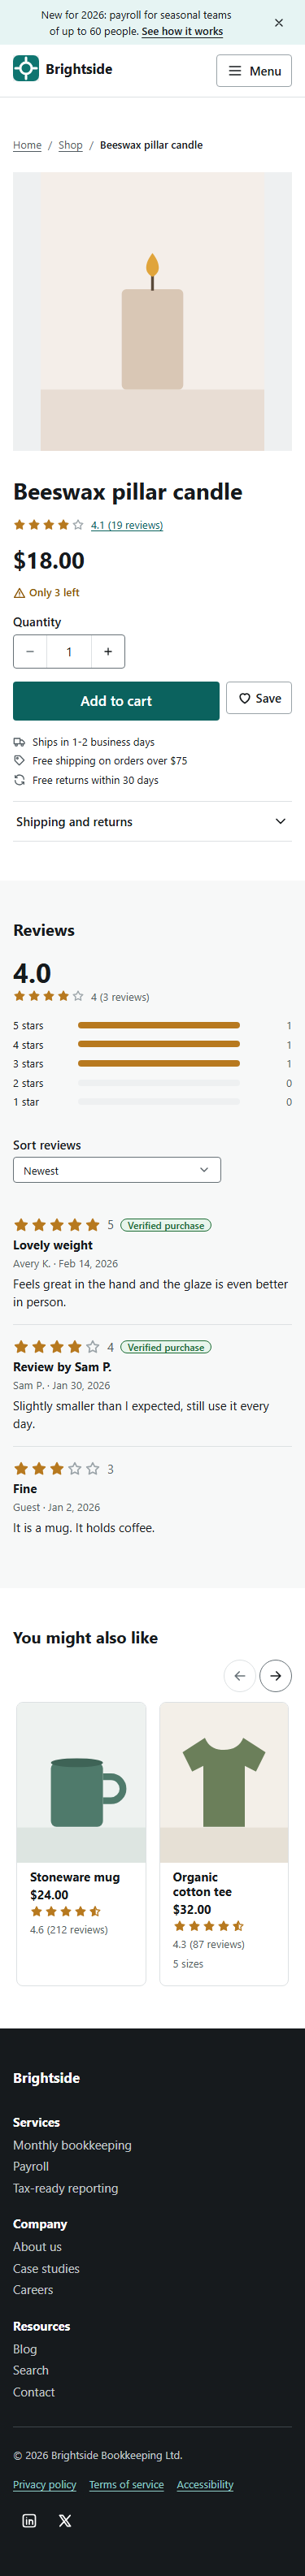 New for 2026: payroll for seasonal teams
of up to 60 people. See how it works
Brightside
Menu
Home / Shop / Beeswax pillar candle
Beeswax pillar candle
4.1 (19 reviews)
$18.00
Only 3 left
Quantity
− 1 +
Add to cart
Save
Ships in 1-2 business days
Free shipping on orders over $75
Free returns within 30 days
Shipping and returns
Reviews
4.0
4 (3 reviews)
5 stars 1
4 stars 1
3 stars 1
2 stars 0
1 star 0
Sort reviews
Newest
5 Verified purchase
Lovely weight
Avery K. · Feb 14, 2026
Feels great in the hand and the glaze is even better
in person.
4 Verified purchase
Review by Sam P.
Sam P. · Jan 30, 2026
Slightly smaller than I expected, still use it every
day.
3
Fine
Guest · Jan 2, 2026
It is a mug. It holds coffee.
You might also like
Stoneware mug
$24.00
4.6 (212 reviews)
Organic
cotton tee
$32.00
4.3 (87 reviews)
5 sizes
Brightside
Services
Monthly bookkeeping
Payroll
Tax-ready reporting
Company
About us
Case studies
Careers
Resources
Blog
Search
Contact
© 2026 Brightside Bookkeeping Ltd.
Privacy policy Terms of service Accessibility